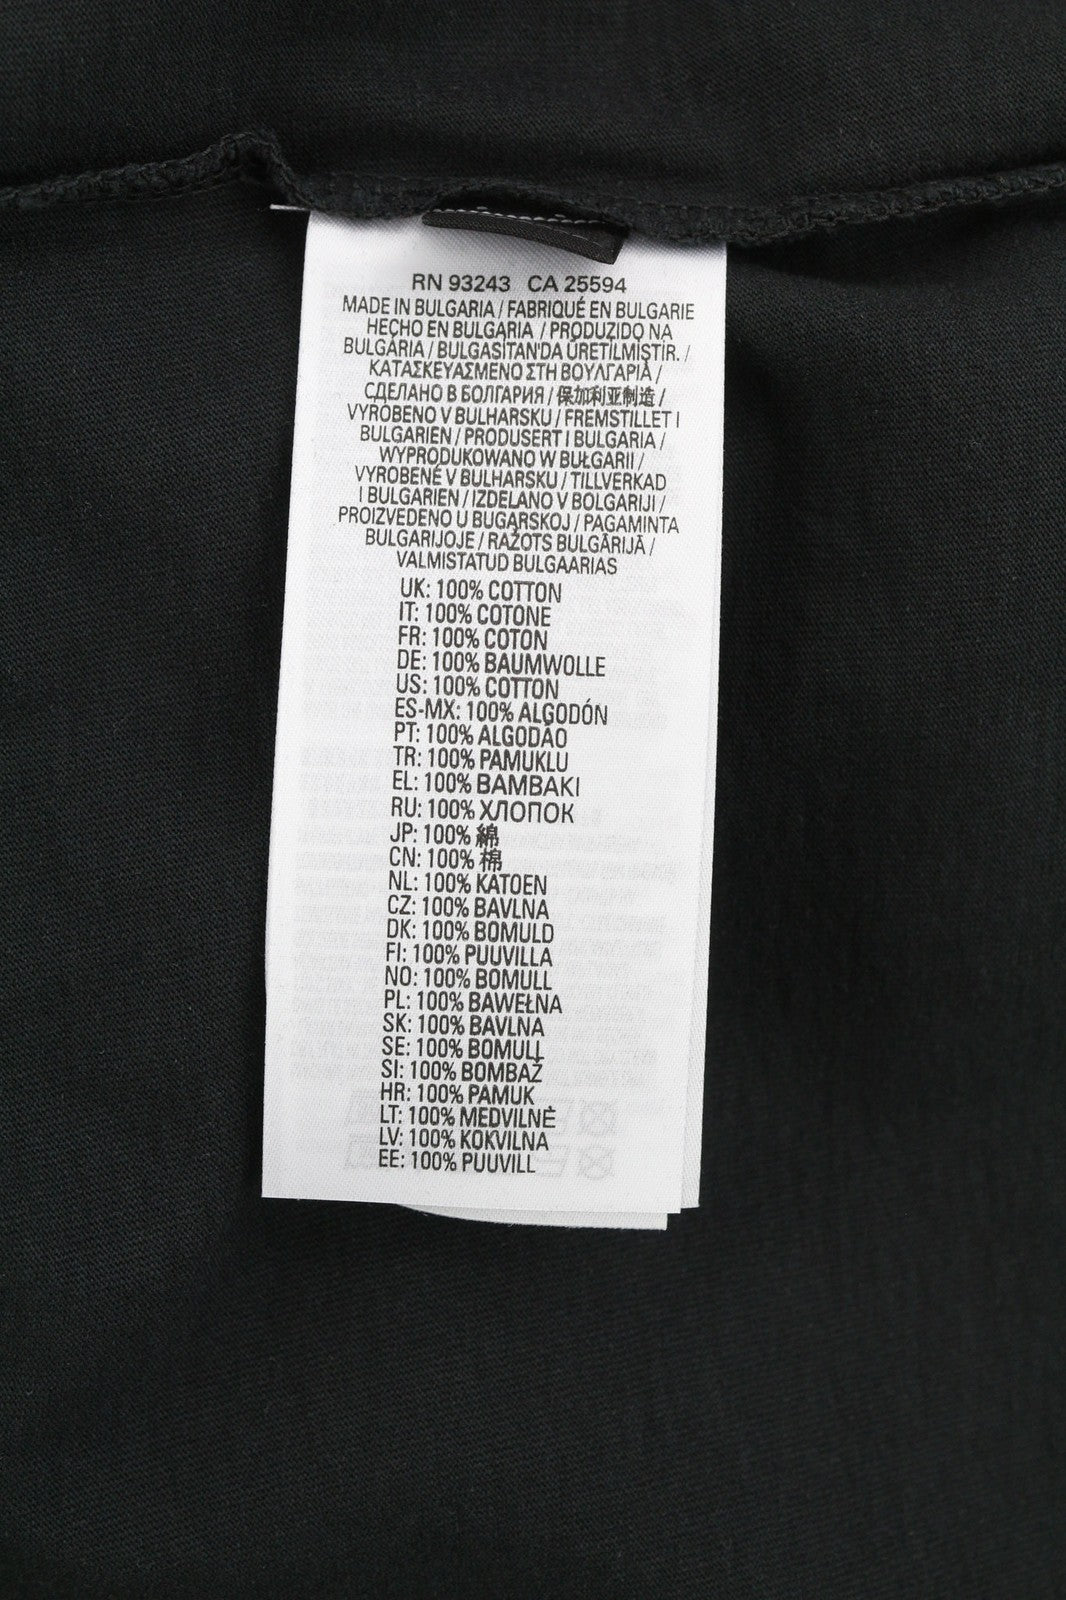 RN 93243 CA 25594
MADE IN BULGARIA / FABRIQUÉ EN BULGARIE
HECHO EN BULGARIA / PRODUZIDO NA
BULGÁRIA / BULGASİTAN'DA ÜRETİLMİŞTİR. /
ΚΑΤΑΣΚΕΥΑΣΜΕΝΟ ΣΤΗ ΒΟΥΛΓΑΡΙΑ /
СДЕЛАНО В БОЛГАРИЯ / 保加利亚制造 /
VYROBENO V BULHARSKU / FREMSTILLET I
BULGARIEN / PRODUSERT I BULGARIA /
WYPRODUKOWANO W BUŁGARII /
VYROBENÉ V BULHARSKU / TILLVERKAD
I BULGARIEN / IZDELANO V BOLGARIJI /
PROIZVEDENO U BUGARSKOJ / PAGAMINTA
BULGARIJOJE / RAŽOTS BULGĀRIJĀ /
VALMISTATUD BULGAARIAS
UK: 100% COTTON
IT: 100% COTONE
FR: 100% COTON
DE: 100% BAUMWOLLE
US: 100% COTTON
ES-MX: 100% ALGODÓN
PT: 100% ALGODÃO
TR: 100% PAMUKLU
EL: 100% ΒΑΜΒΑΚΙ
RU: 100% ХЛОПОК
JP: 100% 綿
CN: 100% 棉
NL: 100% KATOEN
CZ: 100% BAVLNA
DK: 100% BOMULD
FI: 100% PUUVILLA
NO: 100% BOMULL
PL: 100% BAWEŁNA
SK: 100% BAVLNA
SE: 100% BOMULL
SI: 100% BOMBAŽ
HR: 100% PAMUK
LT: 100% MEDVILNĖ
LV: 100% KOKVILNA
EE: 100% PUUVILL